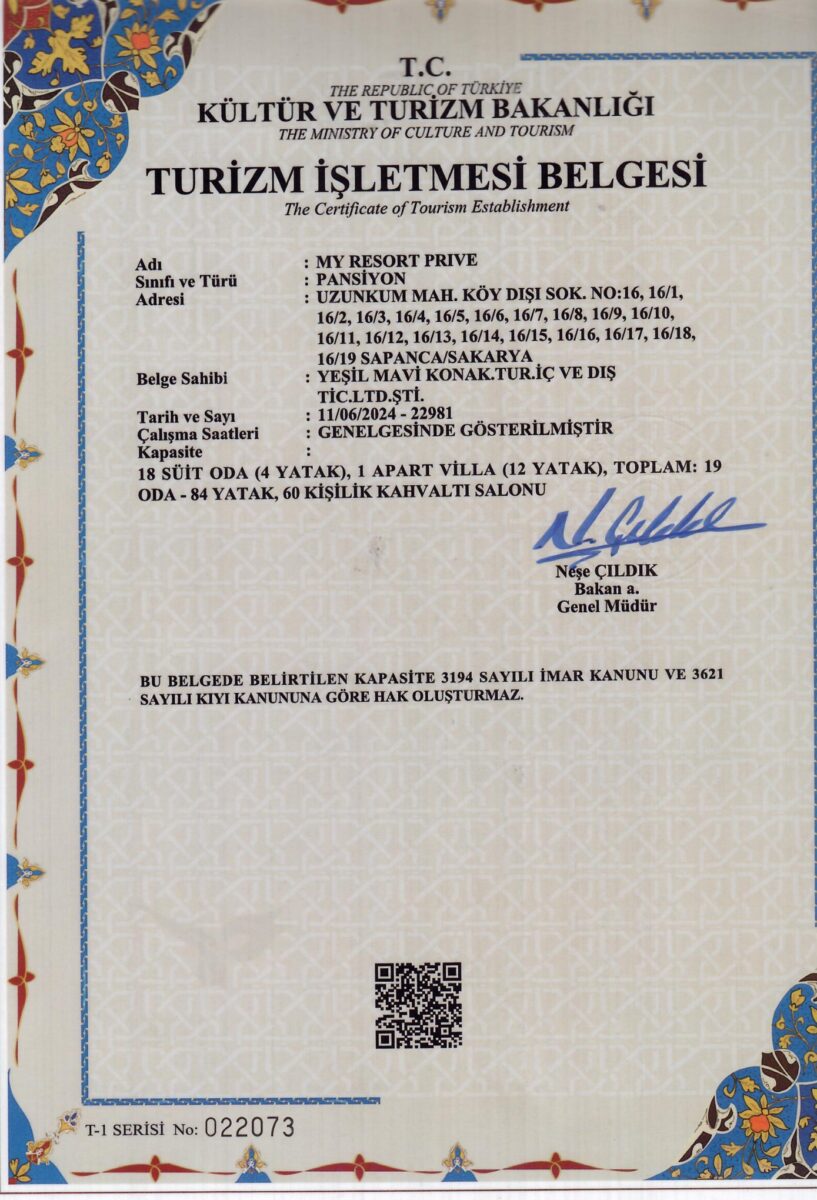 T.C.
THE REPUBLIC OF TÜRKİYE
KÜLTÜR VE TURİZM BAKANLIĞI
THE MINISTRY OF CULTURE AND TOURISM
TURİZM İŞLETMESİ BELGESİ
The Certificate of Tourism Establishment
Adı : MY RESORT PRIVE
Sınıfı ve Türü : PANSİYON
Adresi : UZUNKUM MAH. KÖY DIŞI SOK. NO:16, 16/1,
16/2, 16/3, 16/4, 16/5, 16/6, 16/7, 16/8, 16/9, 16/10,
16/11, 16/12, 16/13, 16/14, 16/15, 16/16, 16/17, 16/18,
16/19 SAPANCA/SAKARYA
Belge Sahibi : YEŞİL MAVİ KONAK.TUR.İÇ VE DIŞ
TİC.LTD.ŞTİ.
Tarih ve Sayı : 11/06/2024 - 22981
Çalışma Saatleri : GENELGESİNDE GÖSTERİLMİŞTİR
Kapasite :
18 SÜİT ODA (4 YATAK), 1 APART VİLLA (12 YATAK), TOPLAM: 19
ODA - 84 YATAK, 60 KİŞİLİK KAHVALTI SALONU
N. Çıldık
Neşe ÇILDIK
Bakan a.
Genel Müdür
BU BELGEDE BELİRTİLEN KAPASİTE 3194 SAYILI İMAR KANUNU VE 3621
SAYILI KIYI KANUNUNA GÖRE HAK OLUŞTURMAZ.
T-1 SERİSİ No: 022073